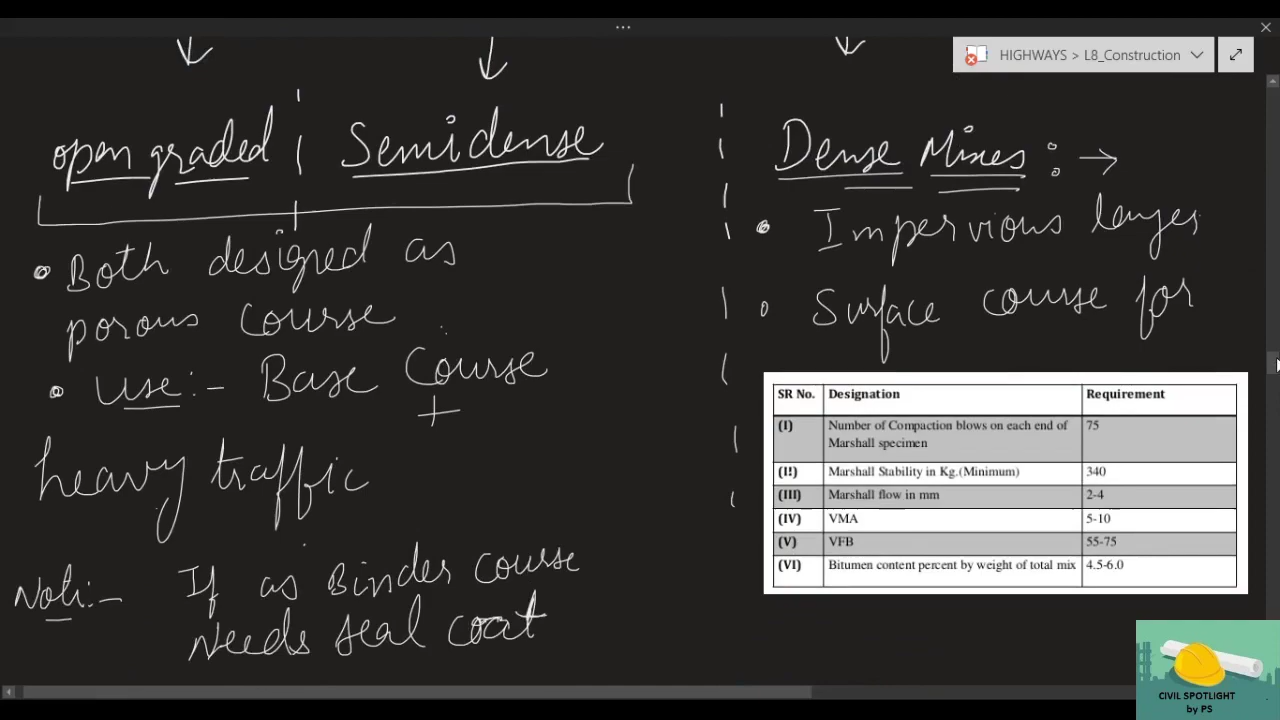 HIGHWAYS > L8_Construction
open graded
Semidense
• Both designed as
porous course
• Use:- Base Course
+
heavy traffic
Note:- If as Binder course
Needs seal coat
Dense Mixes: →
• Impervious layer
• Surface course for
SR No. Designation Requirement
(I) Number of Compaction blows on each end of 75
Marshall specimen
(II) Marshall Stability in Kg.(Minimum) 340
(III) Marshall flow in mm 2-4
(IV) VMA 5-10
(V) VFB 55-75
(VI) Bitumen content percent by weight of total mix 4.5-6.0
CIVIL SPOTLIGHT
by PS